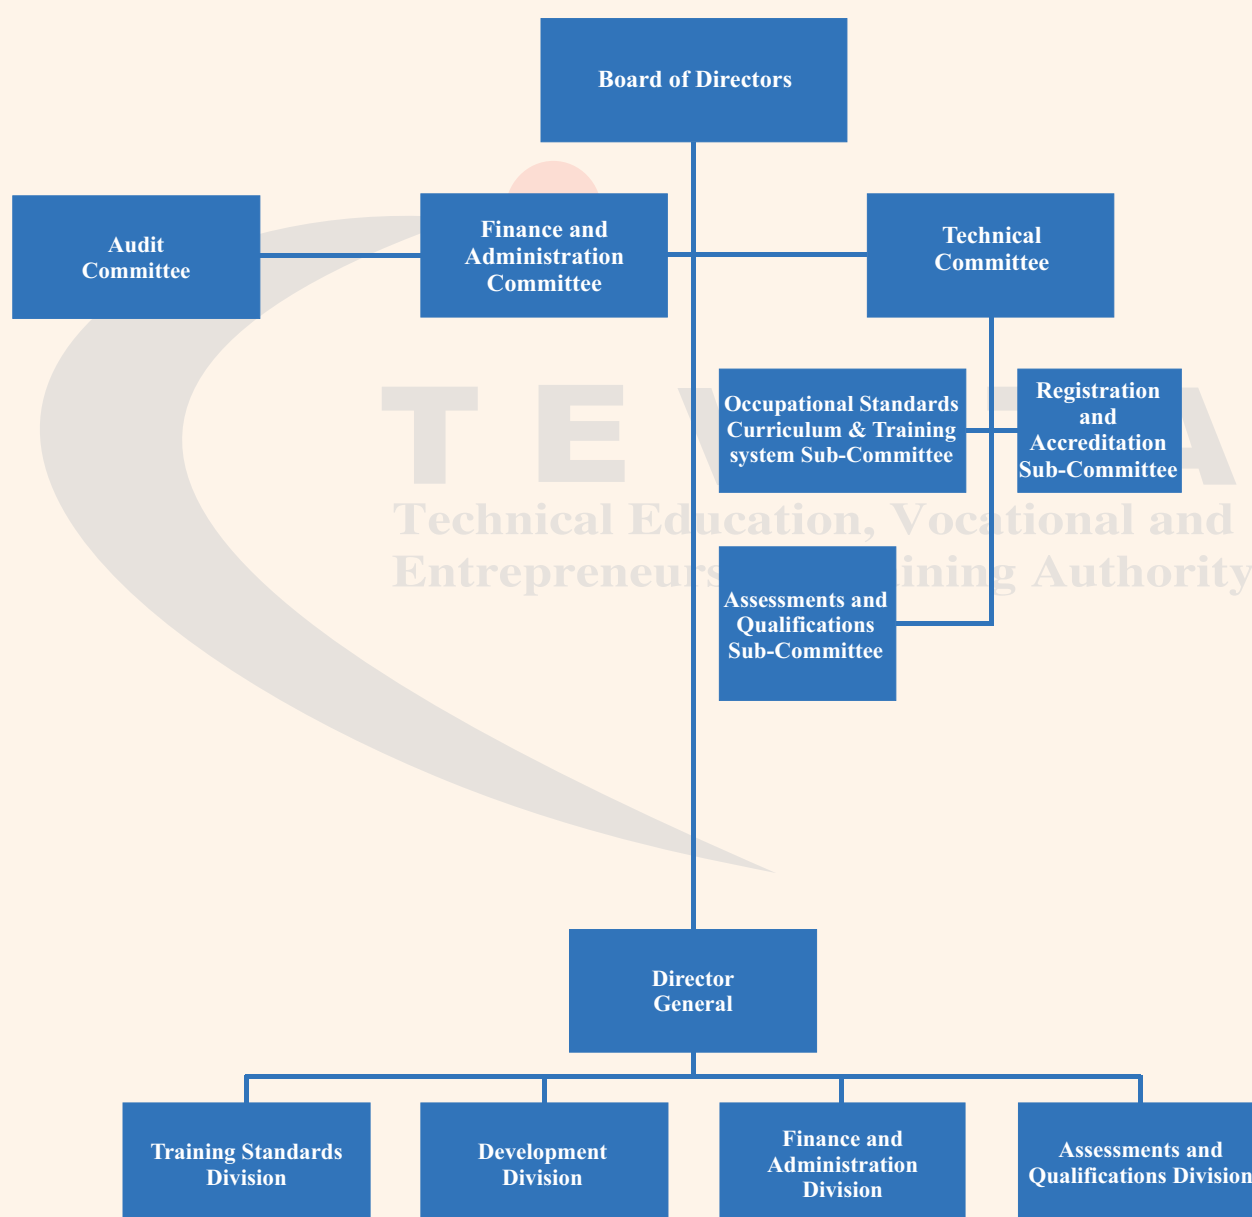 Board of Directors
Audit
Committee
Finance and
Administration
Committee
Technical
Committee
Occupational Standards
Curriculum & Training
system Sub-Committee
Registration
and
Accreditation
Sub-Committee
Technical Education, Vocational and
Authority
Assessments and
Qualifications
Sub-Committee
Director
General
Training Standards
Division
Development
Division
Finance and
Administration
Division
Assessments and
Qualifications Division